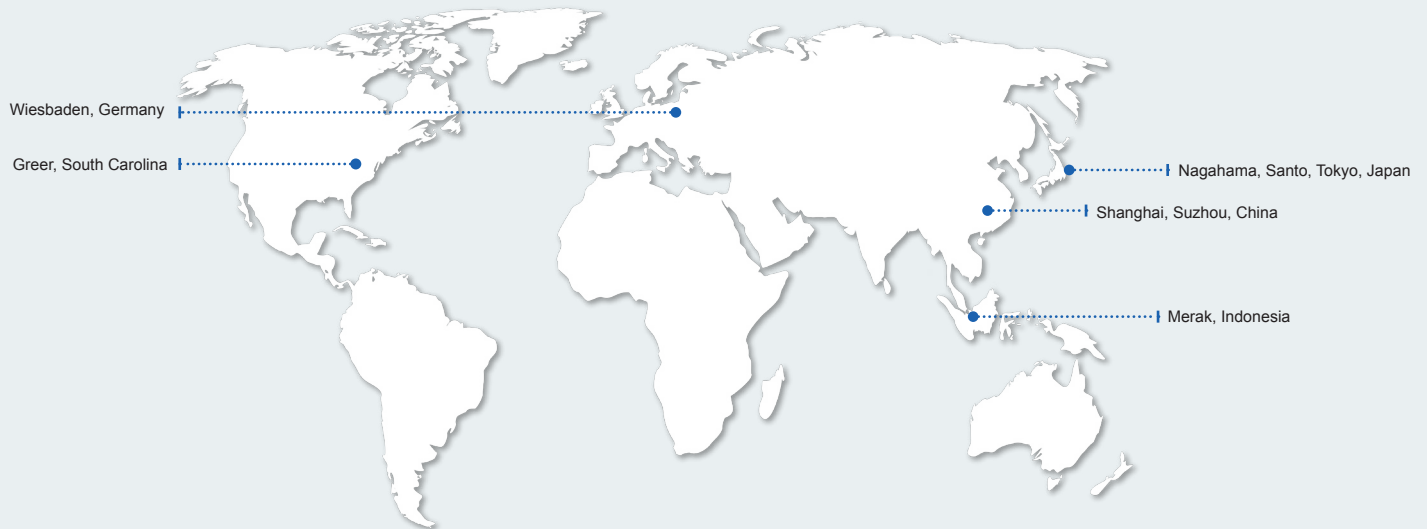 Wiesbaden, Germany
Greer, South Carolina
Nagahama, Santo, Tokyo, Japan
Shanghai, Suzhou, China
Merak, Indonesia